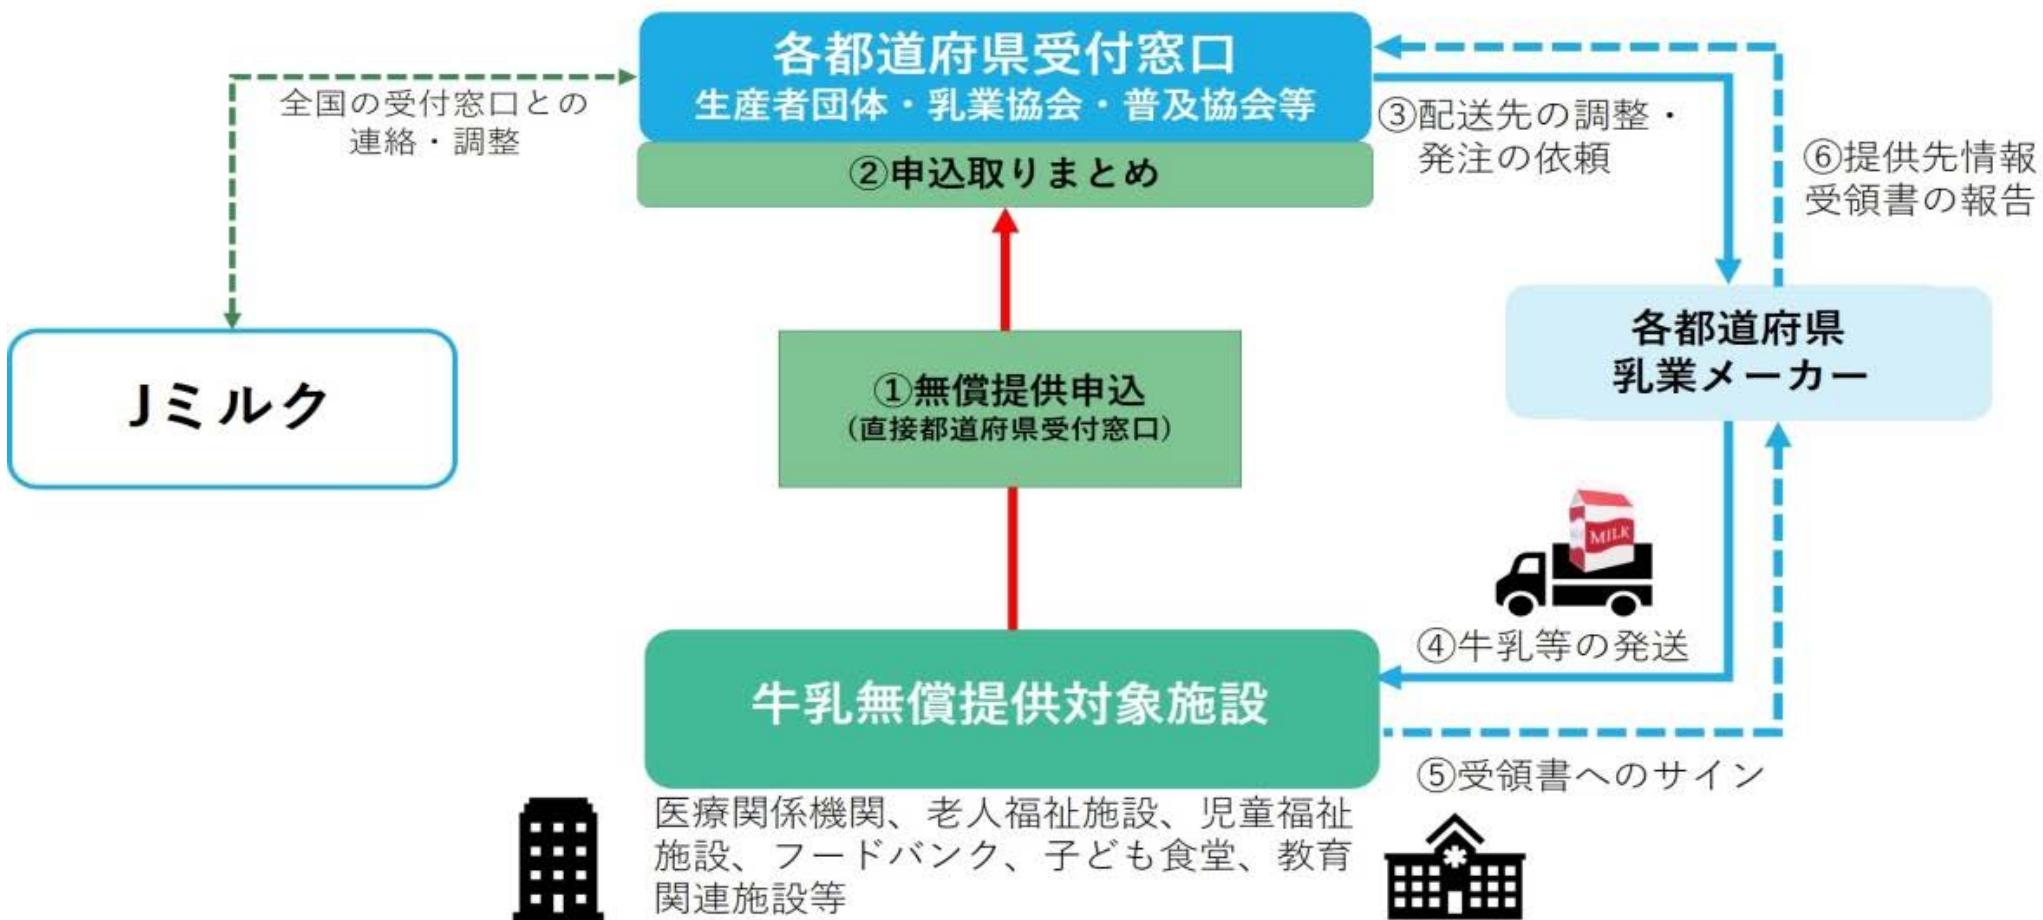 各都道府県受付窓口
生産者団体・乳業協会・普及協会等
②申込取りまとめ
全国の受付窓口との
連絡・調整
③配送先の調整・
発注の依頼
⑥提供先情報
受領書の報告
Jミルク
①無償提供申込
(直接都道府県受付窓口)
各都道府県
乳業メーカー
MILK
④牛乳等の発送
牛乳無償提供対象施設
⑤受領書へのサイン
医療関係機関、老人福祉施設、児童福祉
施設、フードバンク、子ども食堂、教育
関連施設等